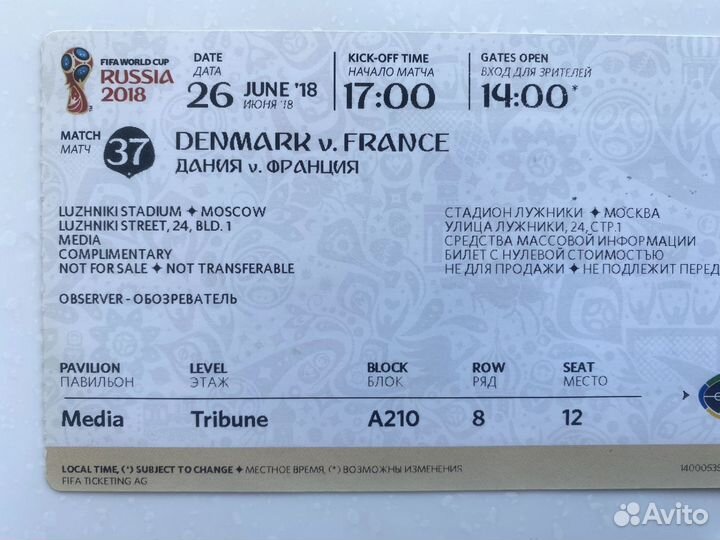 FIFA WORLD CUP
RUSSIA
2018
DATE
ДАТА
26 JUNE '18
ИЮНЯ '18
KICK-OFF TIME
НАЧАЛО МАТЧА
17:00
GATES OPEN
ВХОД ДЛЯ ЗРИТЕЛЕЙ
14:00*
MATCH
МАТЧ
37
DENMARK v. FRANCE
ДАНИЯ v. ФРАНЦИЯ
LUZHNIKI STADIUM ✦ MOSCOW
LUZHNIKI STREET, 24, BLD. 1
MEDIA
COMPLIMENTARY
NOT FOR SALE ✦ NOT TRANSFERABLE
OBSERVER - ОБОЗРЕВАТЕЛЬ
СТАДИОН ЛУЖНИКИ ✦ МОСКВА
УЛИЦА ЛУЖНИКИ, 24, СТР.1
СРЕДСТВА МАССОВОЙ ИНФОРМАЦИИ
БИЛЕТ С НУЛЕВОЙ СТОИМОСТЬЮ
НЕ ДЛЯ ПРОДАЖИ ✦ НЕ ПОДЛЕЖИТ ПЕРЕД
PAVILION LEVEL BLOCK ROW SEAT
ПАВИЛЬОН ЭТАЖ БЛОК РЯД МЕСТО
Media Tribune A210 8 12
LOCAL TIME, (*) SUBJECT TO CHANGE ✦ МЕСТНОЕ ВРЕМЯ, (*) ВОЗМОЖНЫ ИЗМЕНЕНИЯ
FIFA TICKETING AG
Avito